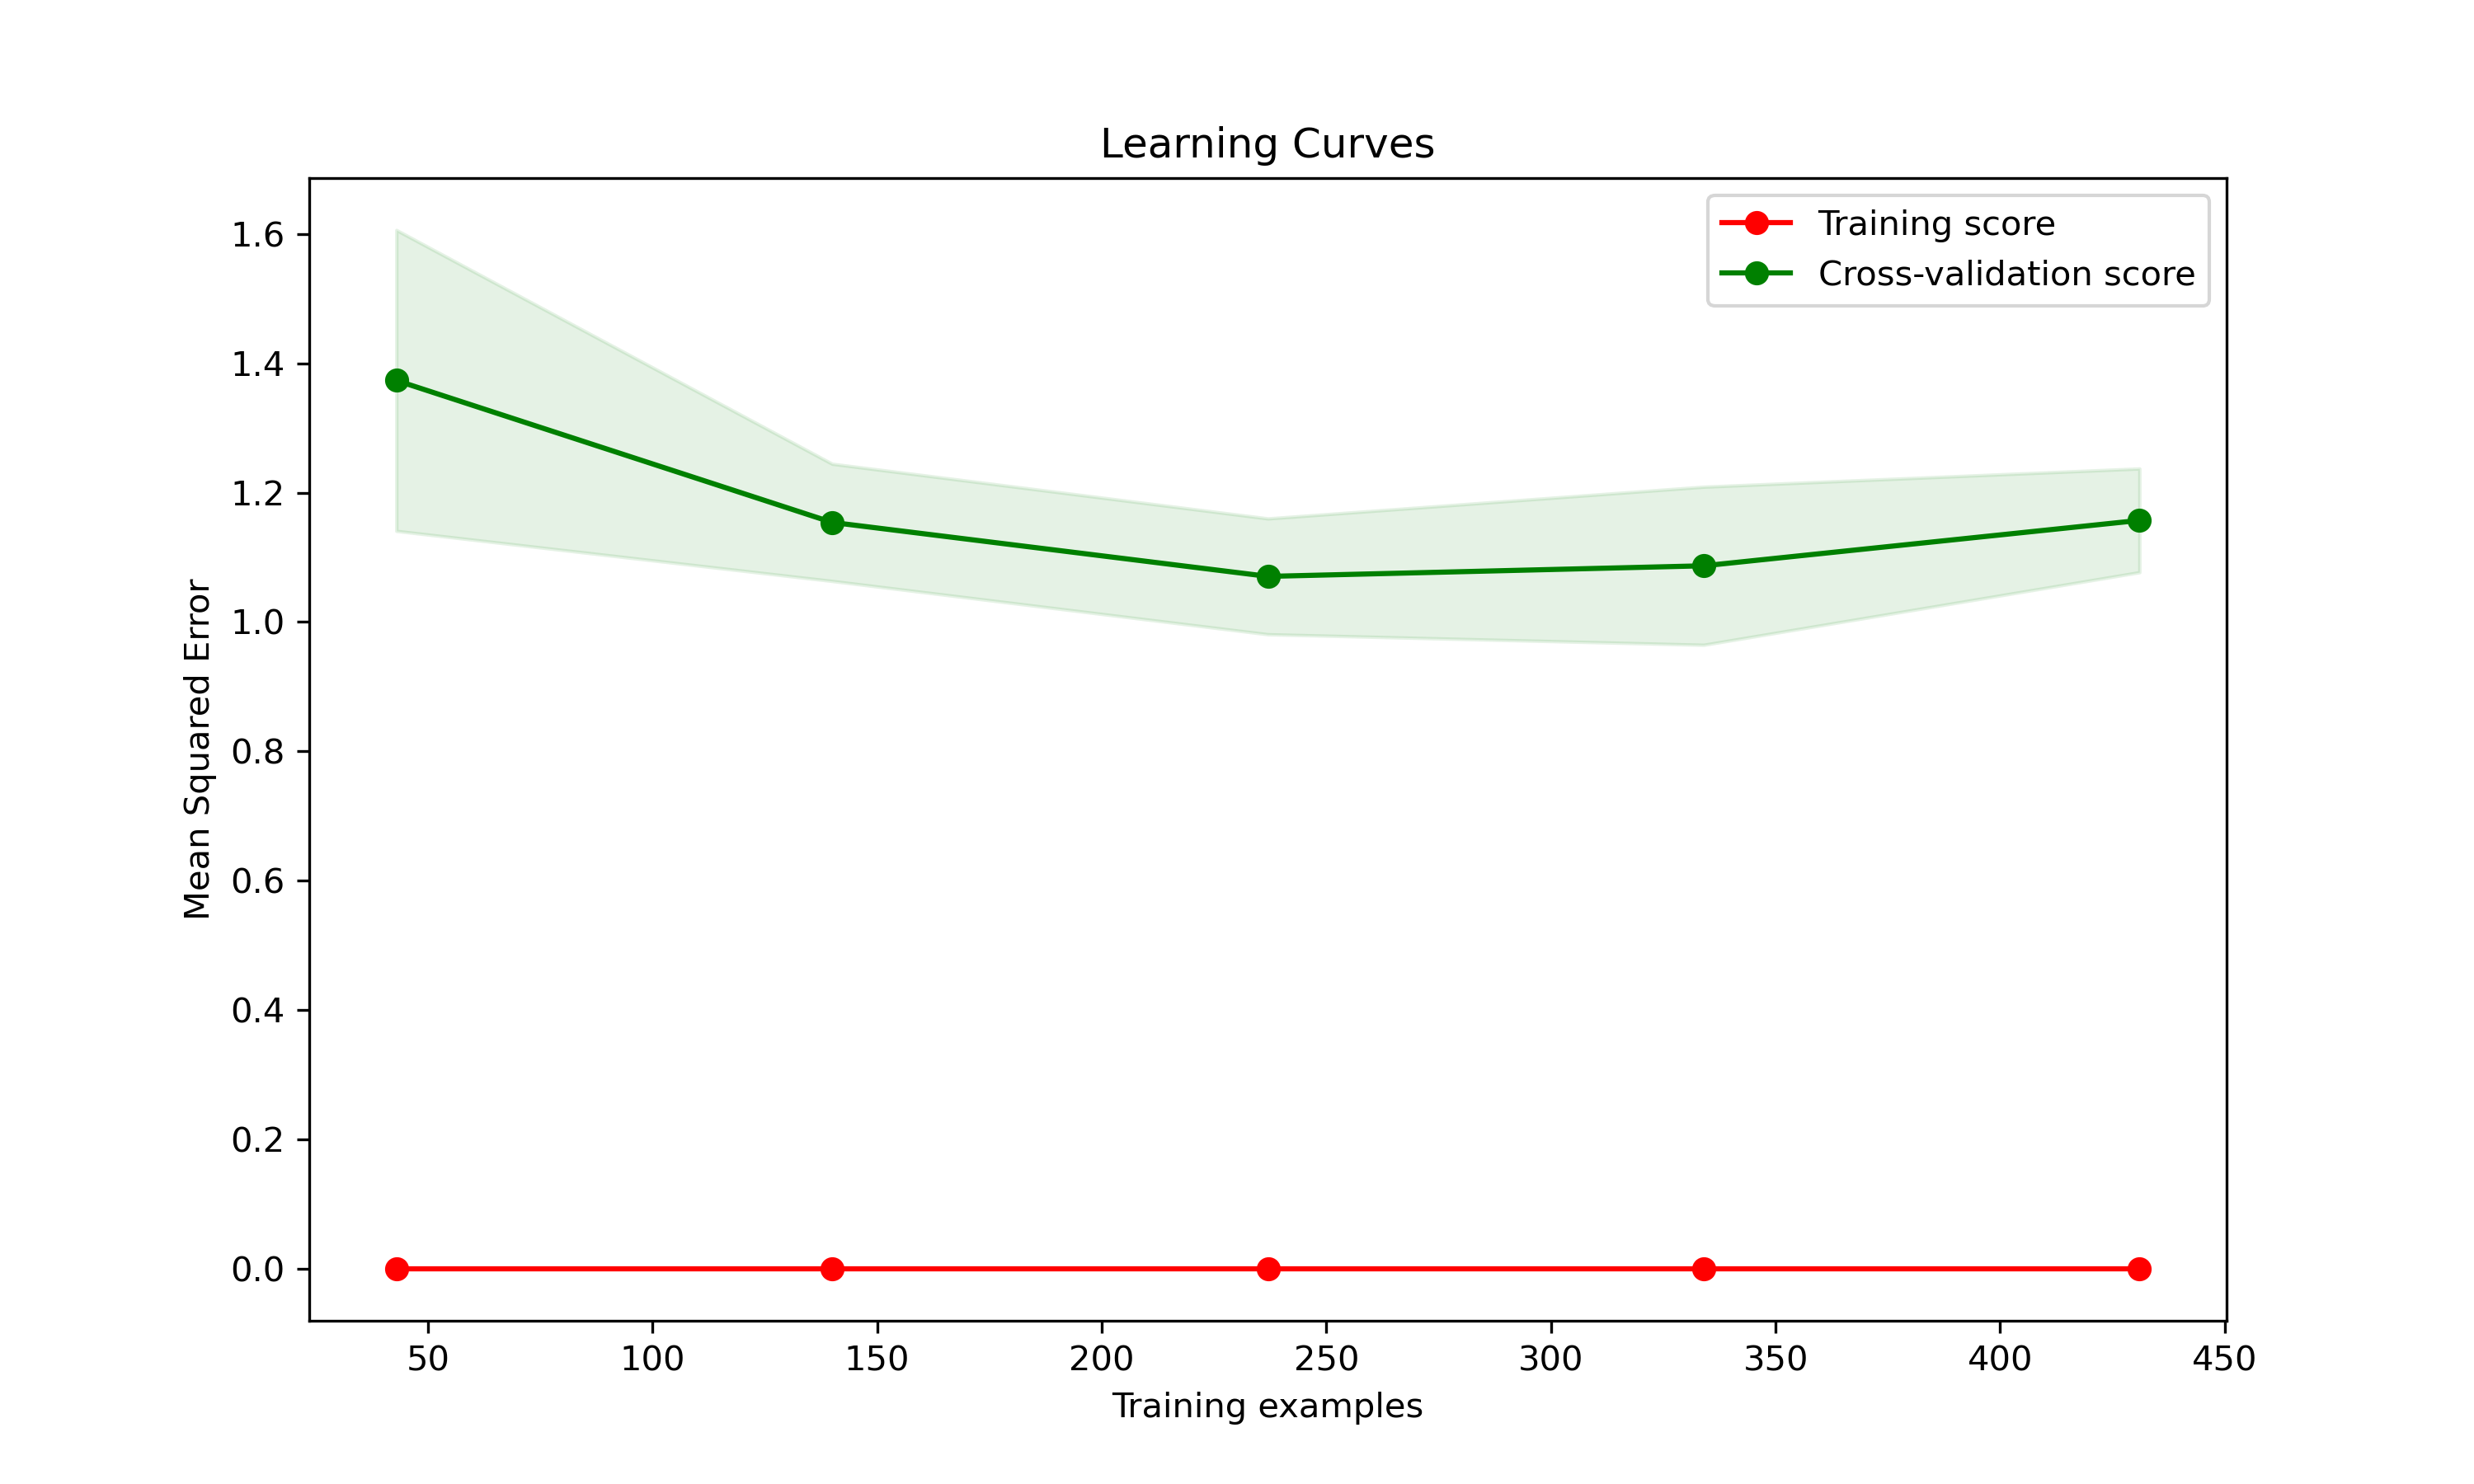 Learning Curves
Training score
Cross-validation score
Mean Squared Error
1.6
1.4
1.2
1.0
0.8
0.6
0.4
0.2
0.0
50 100 150 200 250 300 350 400 450
Training examples